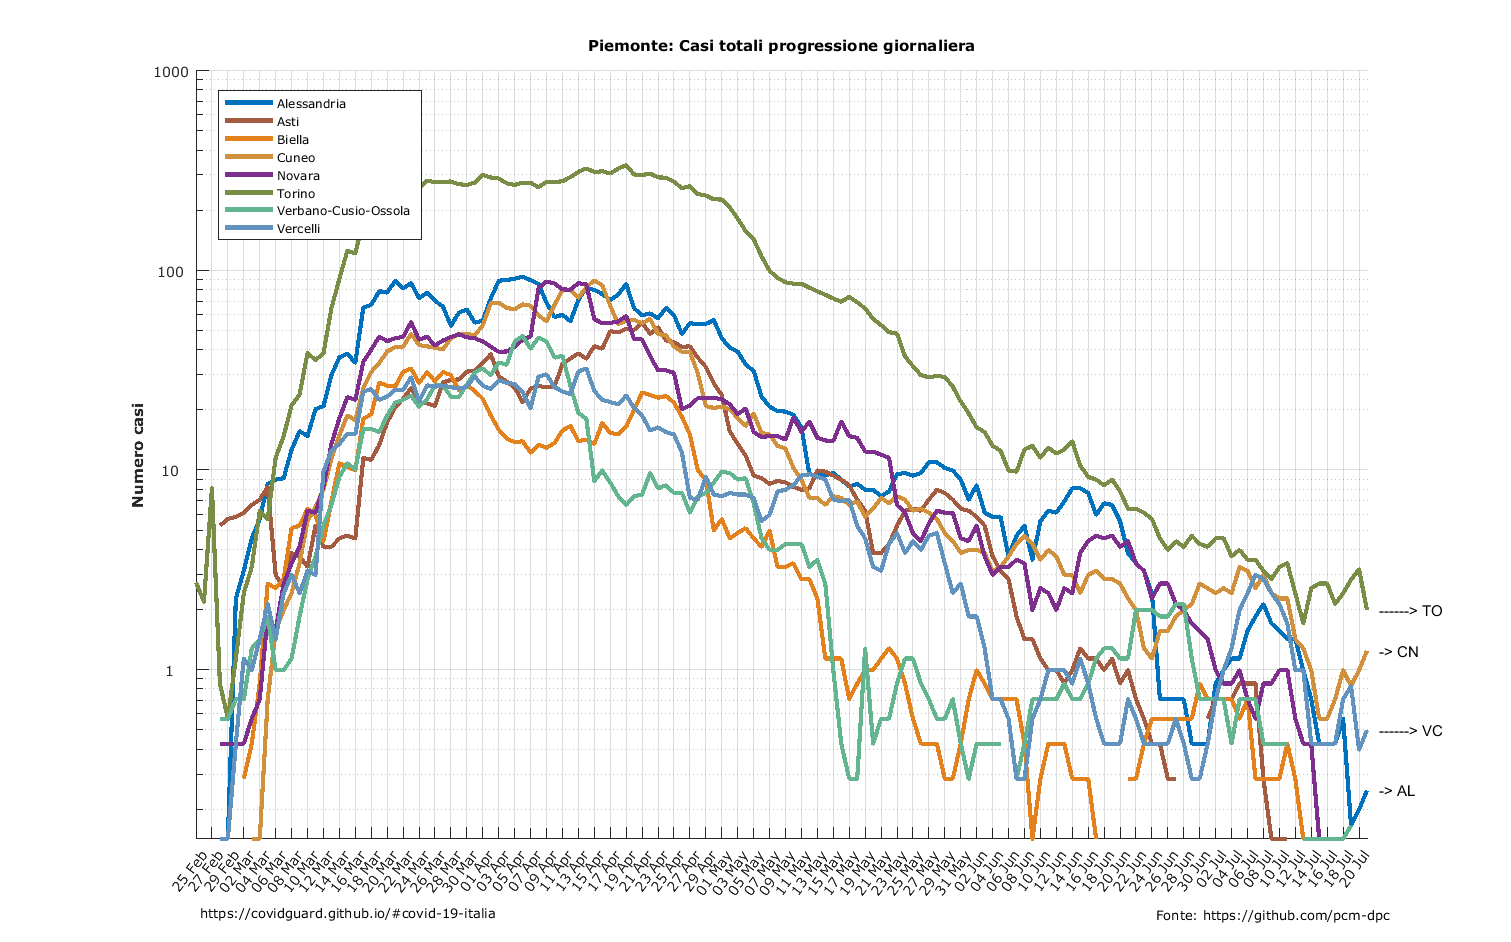 Piemonte: Casi totali progressione giornaliera
1000
100
10
1
Numero casi
Alessandria
Asti
Biella
Cuneo
Novara
Torino
Verbano-Cusio-Ossola
Vercelli
------> TO
-> CN
------> VC
-> AL
25 Feb
27 Feb
29 Feb
02 Mar
04 Mar
06 Mar
08 Mar
10 Mar
12 Mar
14 Mar
16 Mar
18 Mar
20 Mar
22 Mar
24 Mar
26 Mar
28 Mar
30 Mar
01 Apr
03 Apr
05 Apr
07 Apr
09 Apr
11 Apr
13 Apr
15 Apr
17 Apr
19 Apr
21 Apr
23 Apr
25 Apr
27 Apr
29 Apr
01 May
03 May
05 May
07 May
09 May
11 May
13 May
15 May
17 May
19 May
21 May
23 May
25 May
27 May
29 May
31 May
02 Jun
04 Jun
06 Jun
08 Jun
10 Jun
12 Jun
14 Jun
16 Jun
18 Jun
20 Jun
22 Jun
24 Jun
26 Jun
28 Jun
30 Jun
02 Jul
04 Jul
06 Jul
08 Jul
10 Jul
12 Jul
14 Jul
16 Jul
18 Jul
20 Jul
https://covidguard.github.io/#covid-19-italia
Fonte: https://github.com/pcm-dpc